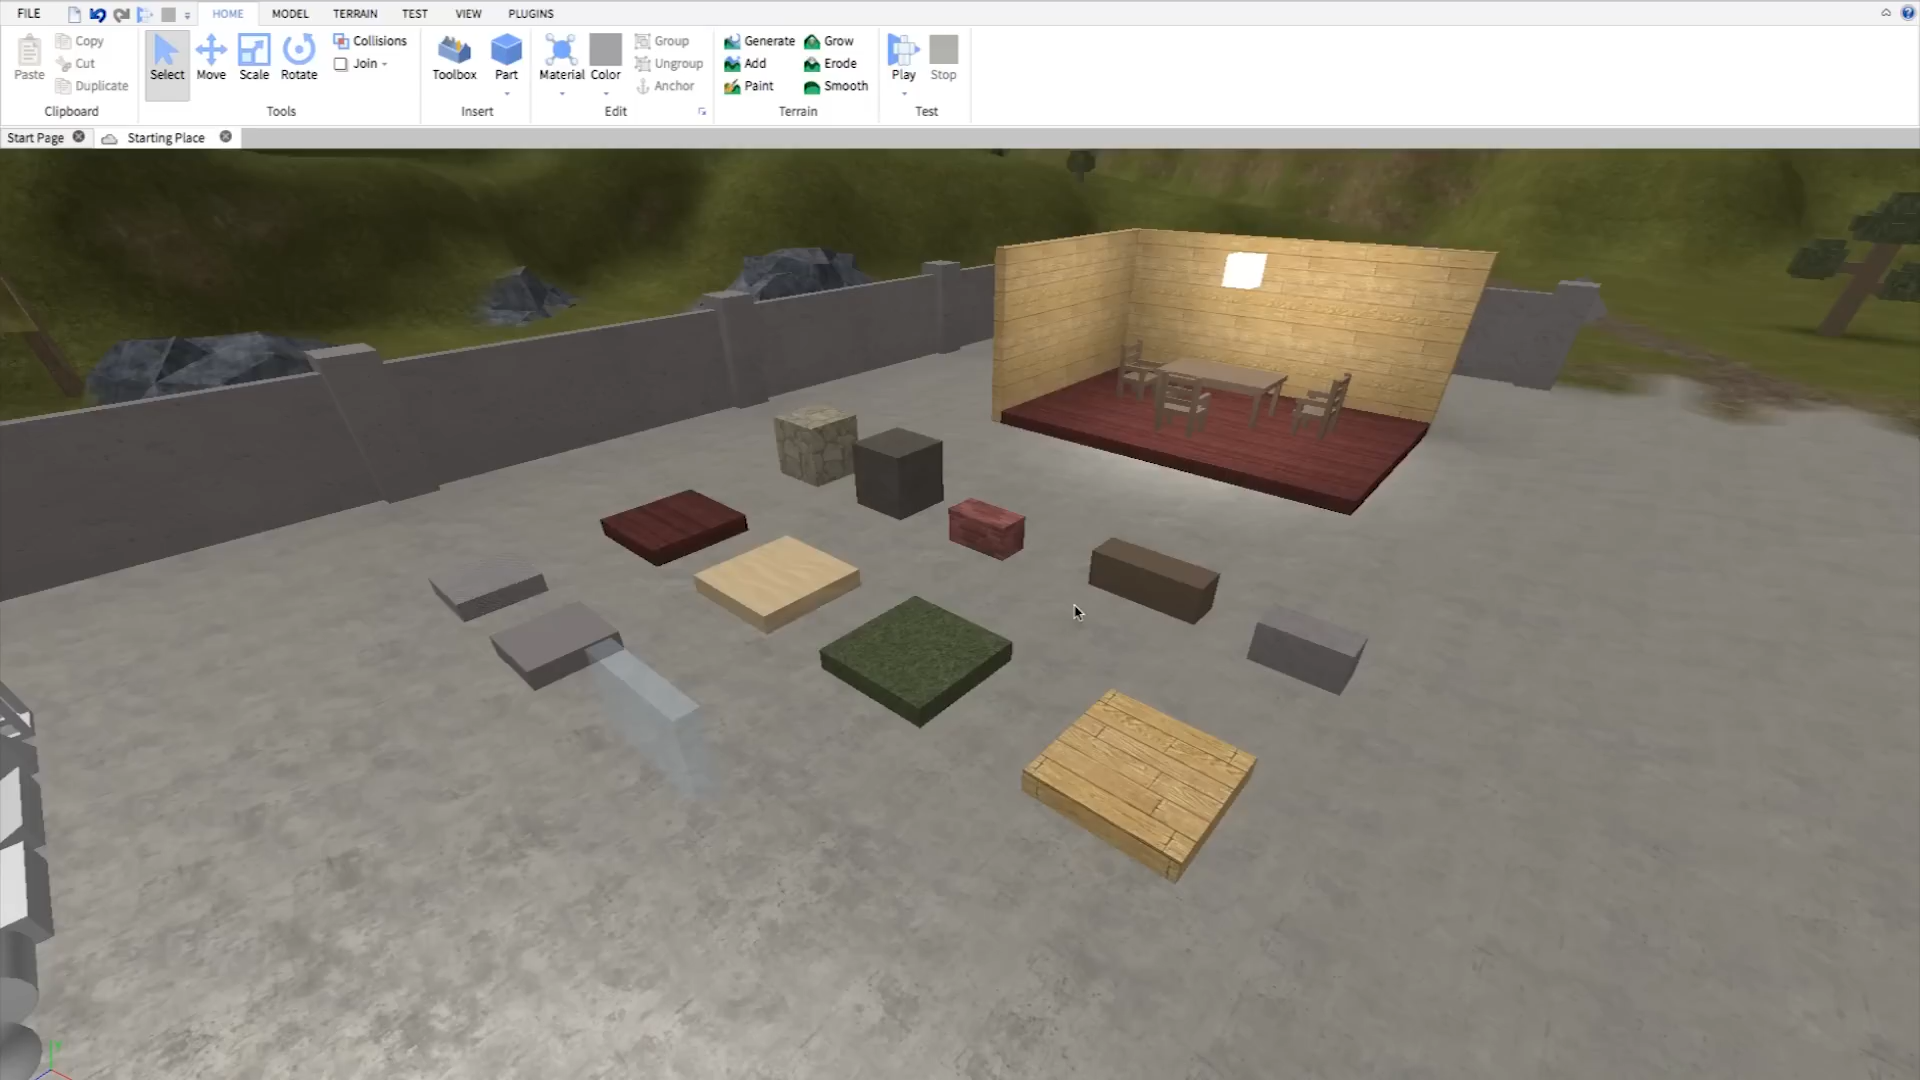 FILE HOME MODEL TERRAIN TEST VIEW PLUGINS
Paste
Copy
Cut
Duplicate
Clipboard
Select
Move
Scale
Rotate
Collisions
Join
Tools
Toolbox
Part
Insert
Material
Color
Group
Ungroup
Anchor
Edit
Generate
Add
Paint
Grow
Erode
Smooth
Terrain
Play
Stop
Test
Start Page
Starting Place